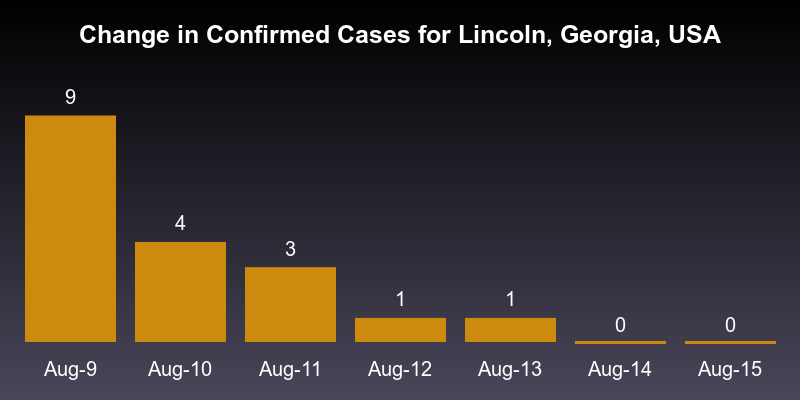 Change in Confirmed Cases for Lincoln, Georgia, USA
9
4
3
1
1
0
0
Aug-9
Aug-10
Aug-11
Aug-12
Aug-13
Aug-14
Aug-15